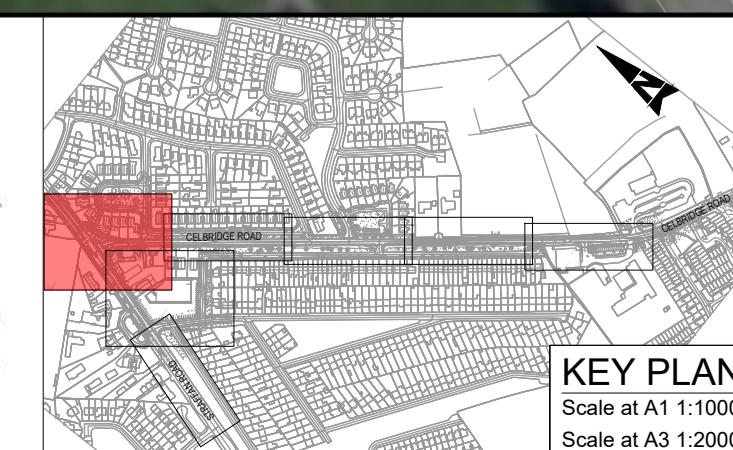 N
CELBRIDGE ROAD
CELBRIDGE ROAD
STRAFFAN ROAD
KEY PLAN
Scale at A1 1:1000
Scale at A3 1:2000